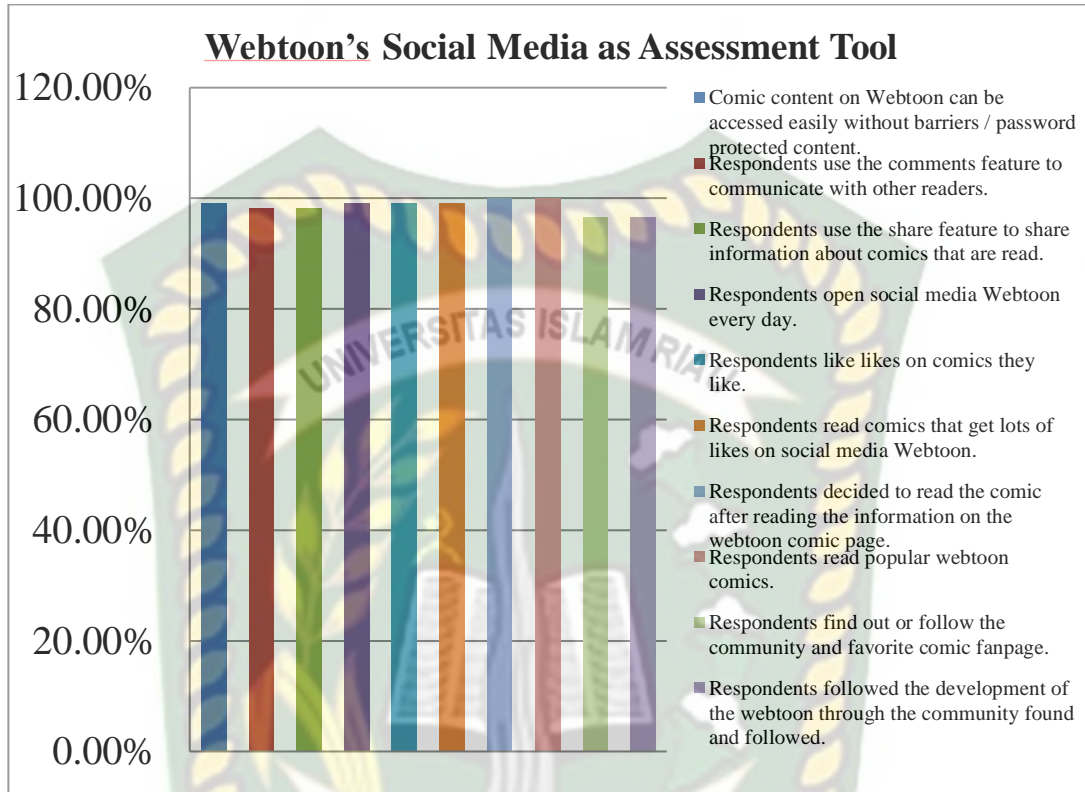 Webtoon's Social Media as Assessment Tool
120.00%
100.00%
80.00%
60.00%
40.00%
20.00%
0.00%
Comic content on Webtoon can be
accessed easily without barriers / password
protected content.
Respondents use the comments feature to
communicate with other readers.
Respondents use the share feature to share
information about comics that are read.
Respondents open social media Webtoon
every day.
Respondents like likes on comics they
like.
Respondents read comics that get lots of
likes on social media Webtoon.
Respondents decided to read the comic
after reading the information on the
webtoon comic page.
Respondents read popular webtoon
comics.
Respondents find out or follow the
community and favorite comic fanpage.
Respondents followed the development of
the webtoon through the community found
and followed.
UNIVERSITAS ISLAM RIAU